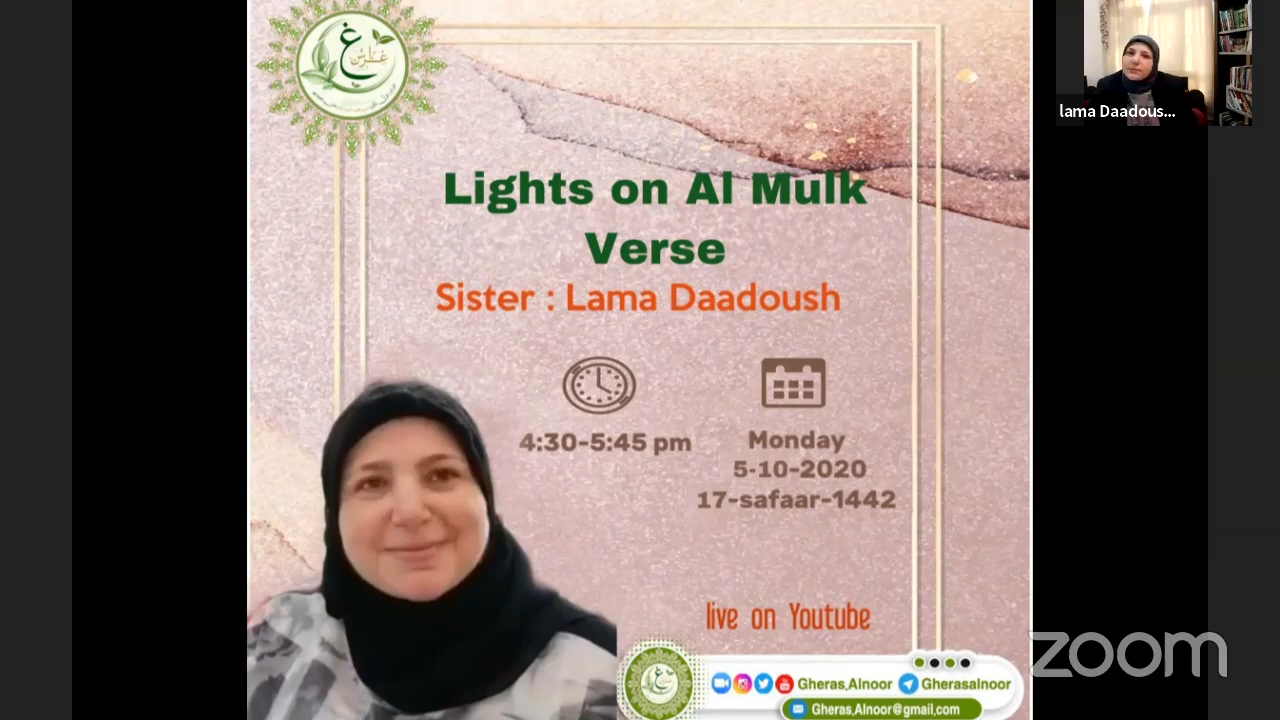 غراس
lama Daadous...
Lights on Al Mulk
Verse
Sister : Lama Daadoush
4:30-5:45 pm
Monday
5-10-2020
17-safaar-1442
live on Youtube
Gheras,Alnoor Gherasalnoor
Gheras,Alnoor@gmail.com
zoom